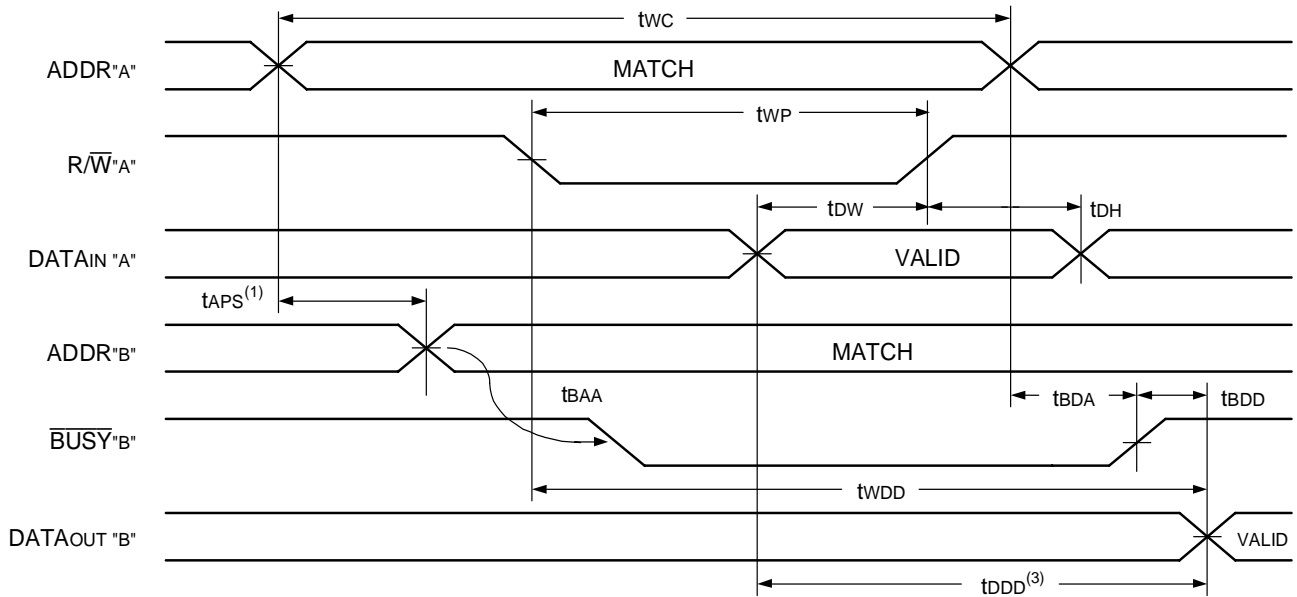 tWC
ADDR"A"
MATCH
tWP
R/W̅"A"
tDW
tDH
DATAIN "A"
VALID
tAPS(1)
ADDR"B"
MATCH
tBAA
tBDA
tBDD
B̅U̅S̅Y̅"B"
tWDD
DATAOUT "B"
VALID
tDDD(3)